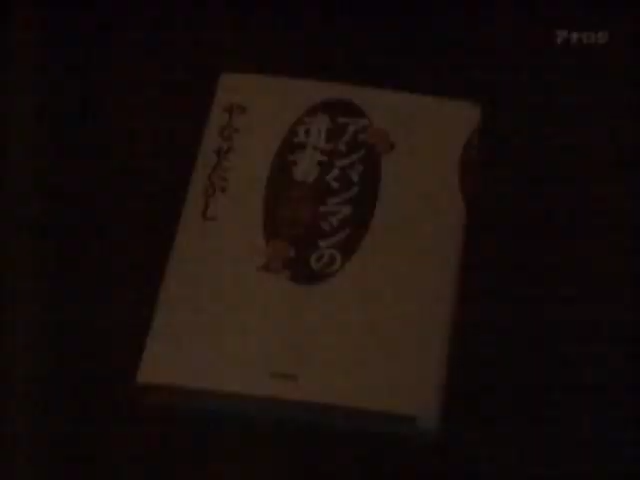 アナログ
アンパンマンの
遺書
やなせたかし